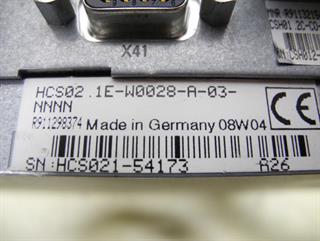 X41
HCS02.1E-W0028-A-03-
NNNN
R911298374 Made in Germany 08W04
CE
SN:HCS021-54173 A26